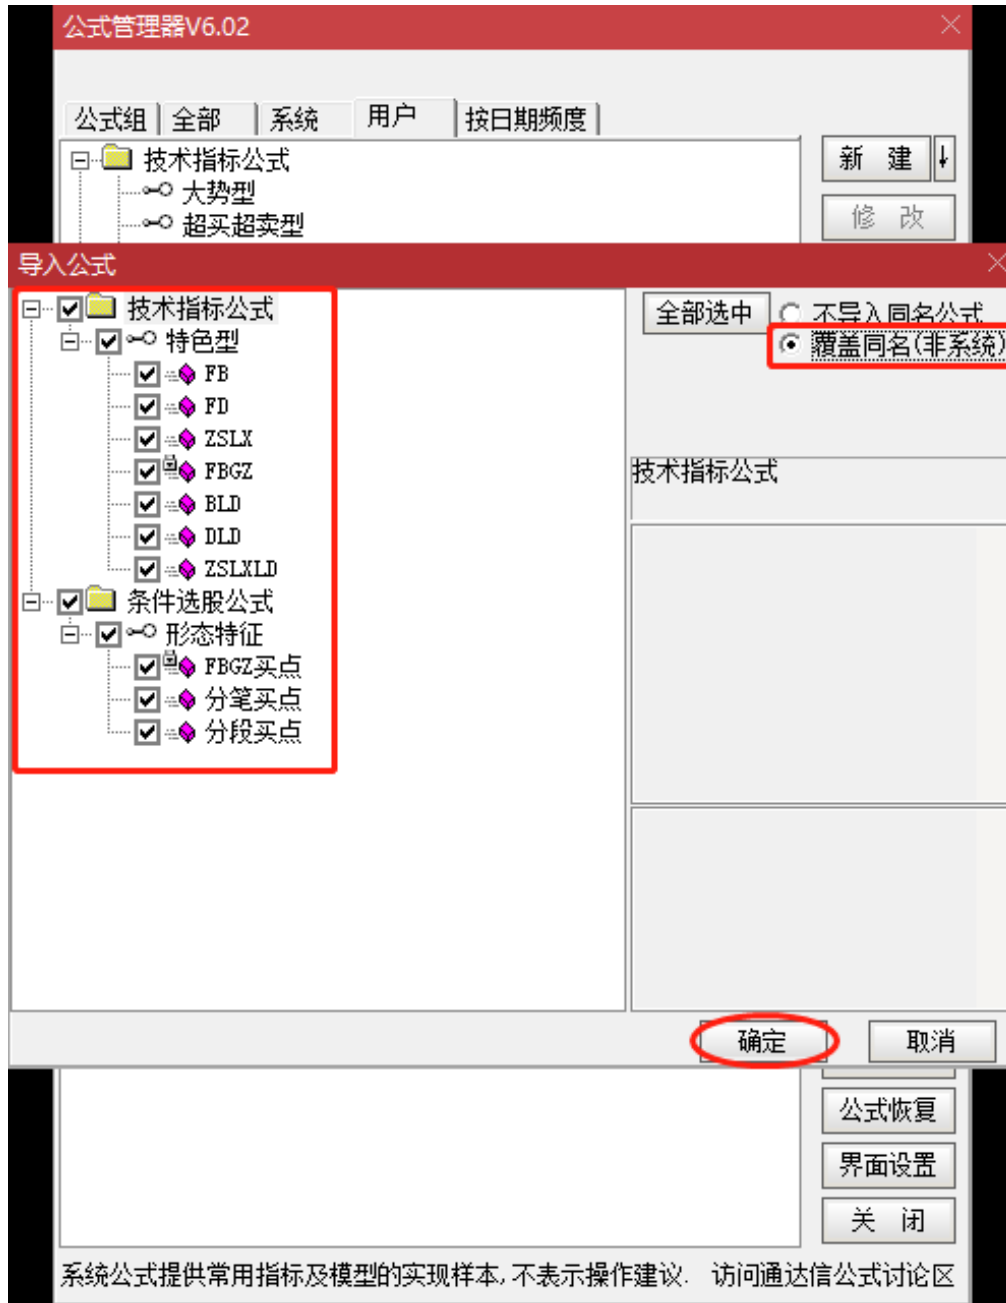 公式管理器V6.02
公式组 全部 系统 用户 按日期频度
技术指标公式
大势型
超买超卖型
新 建
修 改
导入公式
技术指标公式
特色型
FB
FD
ZSLX
FBGZ
BLD
DLD
ZSLXLD
条件选股公式
形态特征
FBGZ买点
分笔买点
分段买点
全部选中
不导入同名公式
覆盖同名(非系统)
技术指标公式
确定
取消
公式恢复
界面设置
关 闭
系统公式提供常用指标及模型的实现样本,不表示操作建议. 访问通达信公式讨论区